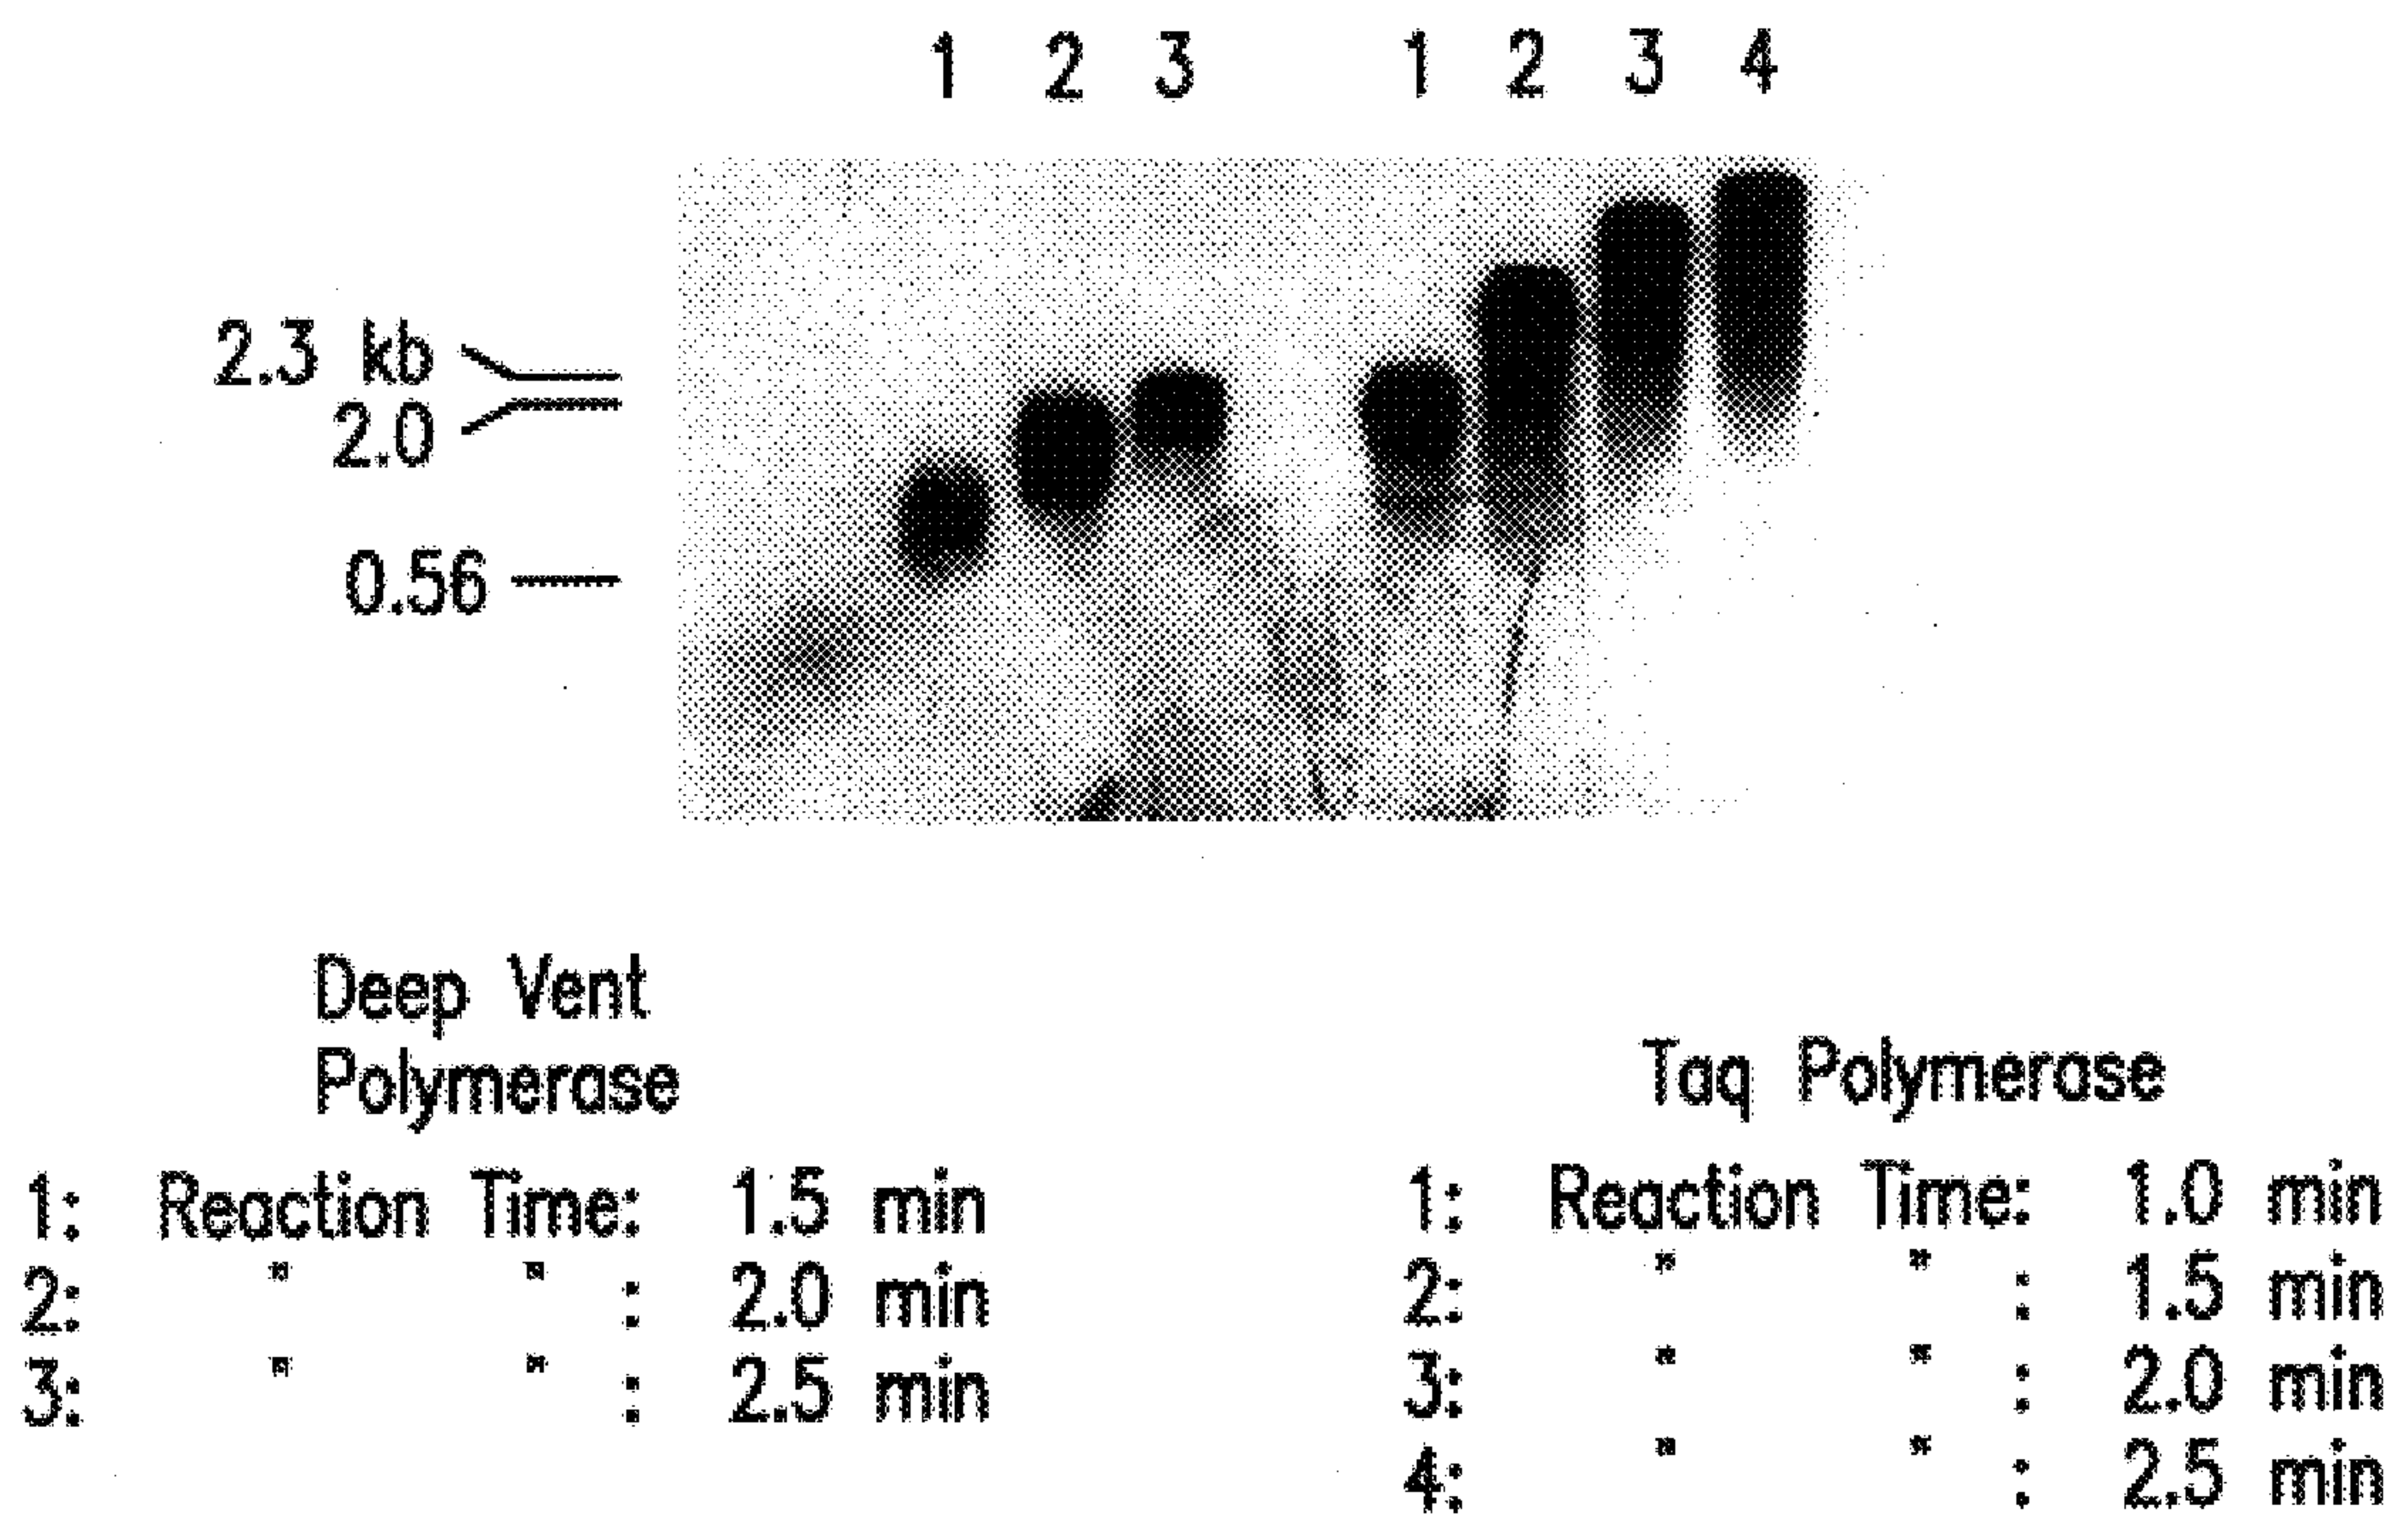 1 2 3 1 2 3 4
2.3 kb
2.0
0.56
Deep Vent
Polymerase
1: Reaction Time: 1.5 min
2: " " : 2.0 min
3: " " : 2.5 min
Taq Polymerase
1: Reaction Time: 1.0 min
2: " " : 1.5 min
3: " " : 2.0 min
4: " " : 2.5 min